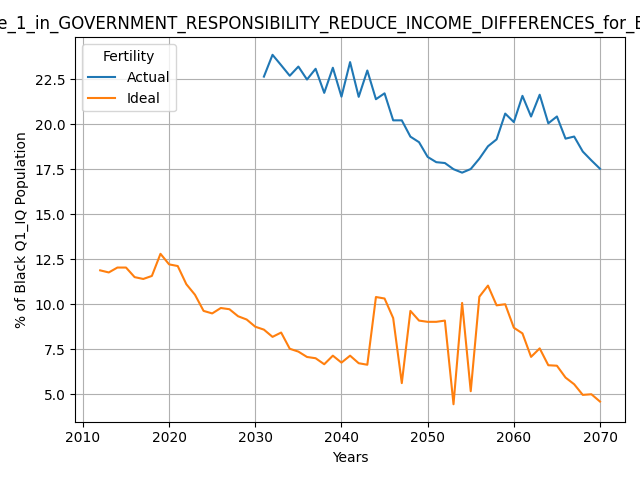 e_1_in_GOVERNMENT_RESPONSIBILITY_REDUCE_INCOME_DIFFERENCES_for_
Fertility
Actual
Ideal
22.5
20.0
17.5
15.0
12.5
10.0
7.5
5.0
% of Black Q1_IQ Population
2010 2020 2030 2040 2050 2060 2070
Years